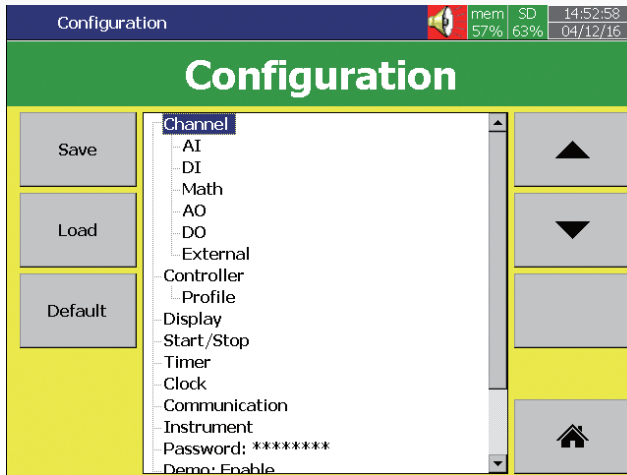 Configuration
mem
57%
SD
63%
14:52:58
04/12/16
Configuration
Save
Load
Default
Channel
AI
DI
Math
AO
DO
External
Controller
Profile
Display
Start/Stop
Timer
Clock
Communication
Instrument
Password: ********
Demo: Enable